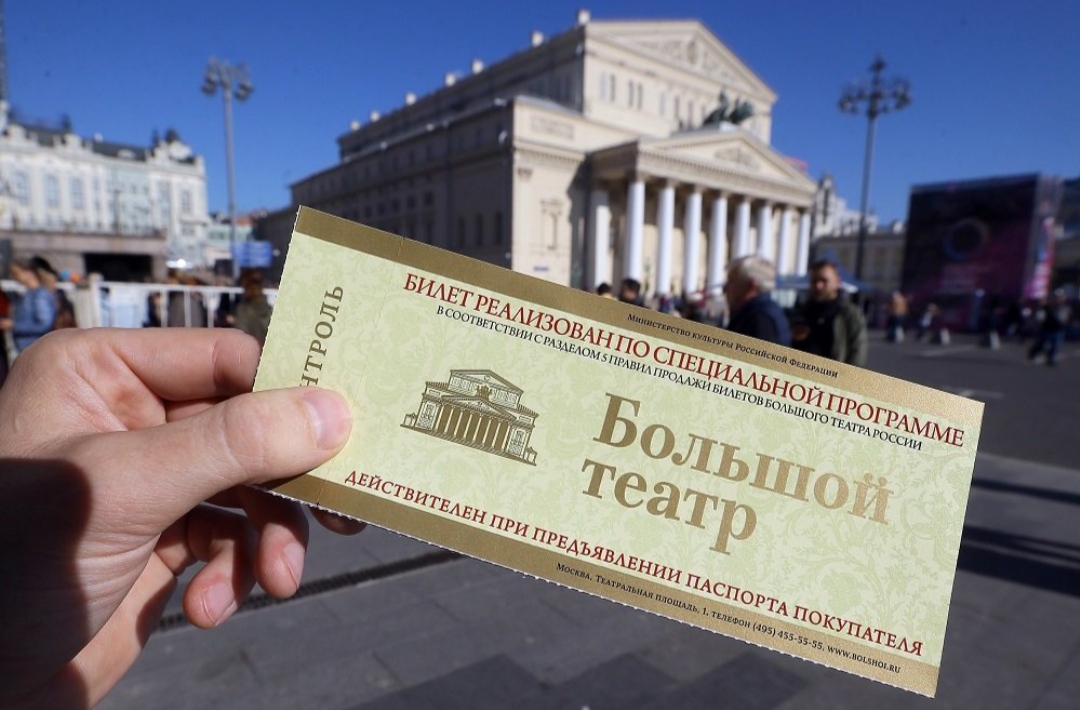 НТРОЛЬ
Министерство культуры Российской Федерации
БИЛЕТ РЕАЛИЗОВАН ПО СПЕЦИАЛЬНОЙ ПРОГРАММЕ
В СООТВЕТСТВИИ С РАЗДЕЛОМ 5 ПРАВИЛ ПРОДАЖИ БИЛЕТОВ БОЛЬШОГО ТЕАТРА РОССИИ
Большой
театр
ДЕЙСТВИТЕЛЕН ПРИ ПРЕДЪЯВЛЕНИИ ПАСПОРТА ПОКУПАТЕЛЯ
Москва, Театральная площадь, 1, телефон (495) 455-55-55, www.bolshoi.ru